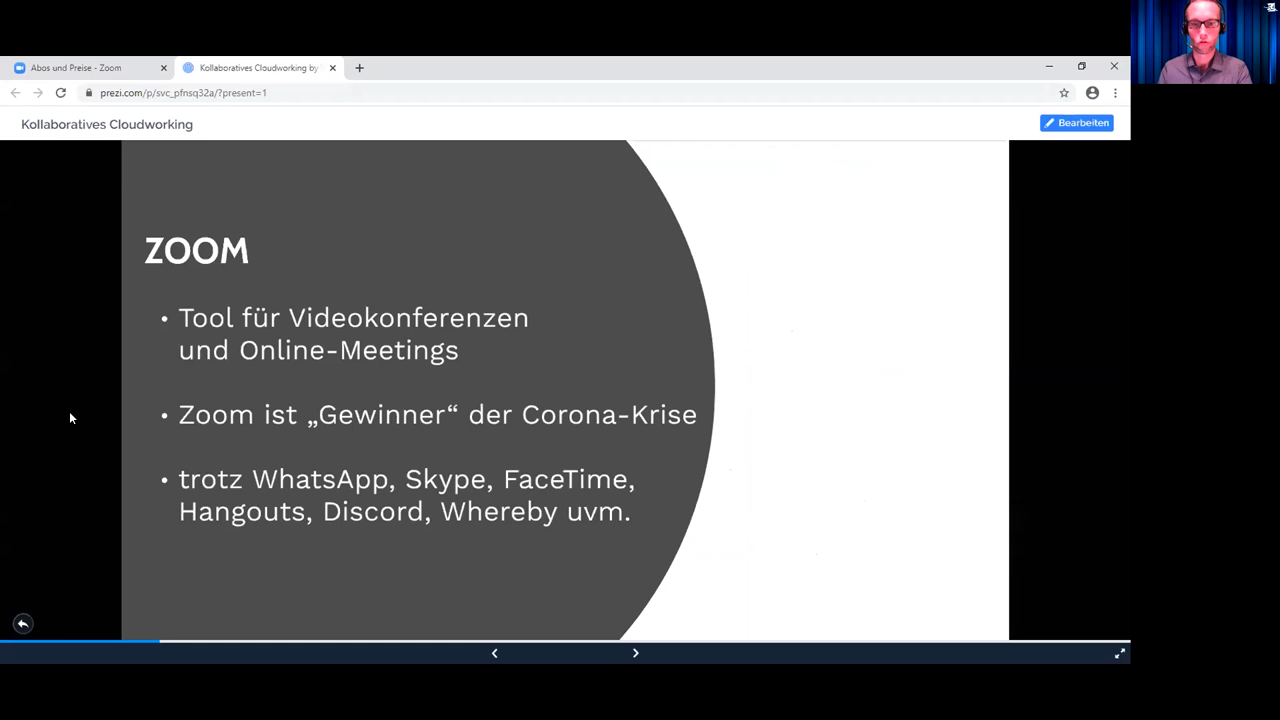 Abos und Preise - Zoom
Kollaboratives Cloudworking by
prezi.com/p/svc_pfnsq32a/?present=1
Kollaboratives Cloudworking
Bearbeiten
ZOOM
• Tool für Videokonferenzen
und Online-Meetings
• Zoom ist „Gewinner“ der Corona-Krise
• trotz WhatsApp, Skype, FaceTime,
Hangouts, Discord, Whereby uvm.